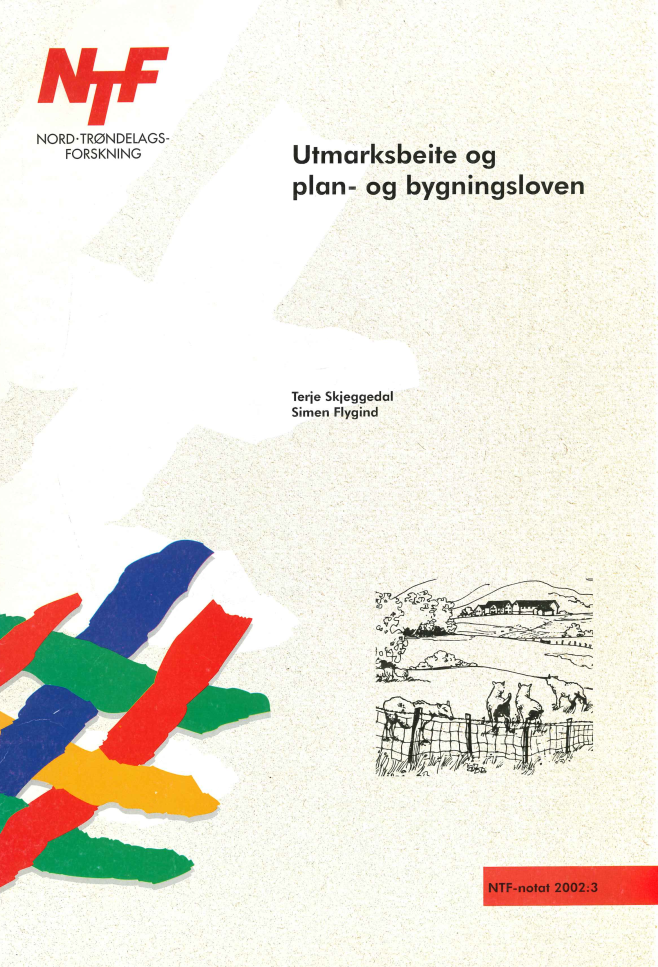 NTF
NORD·TRØNDELAGS-
FORSKNING
Utmarksbeite og
plan- og bygningsloven
Terje Skjeggedal
Simen Flygind
NTF-notat 2002:3